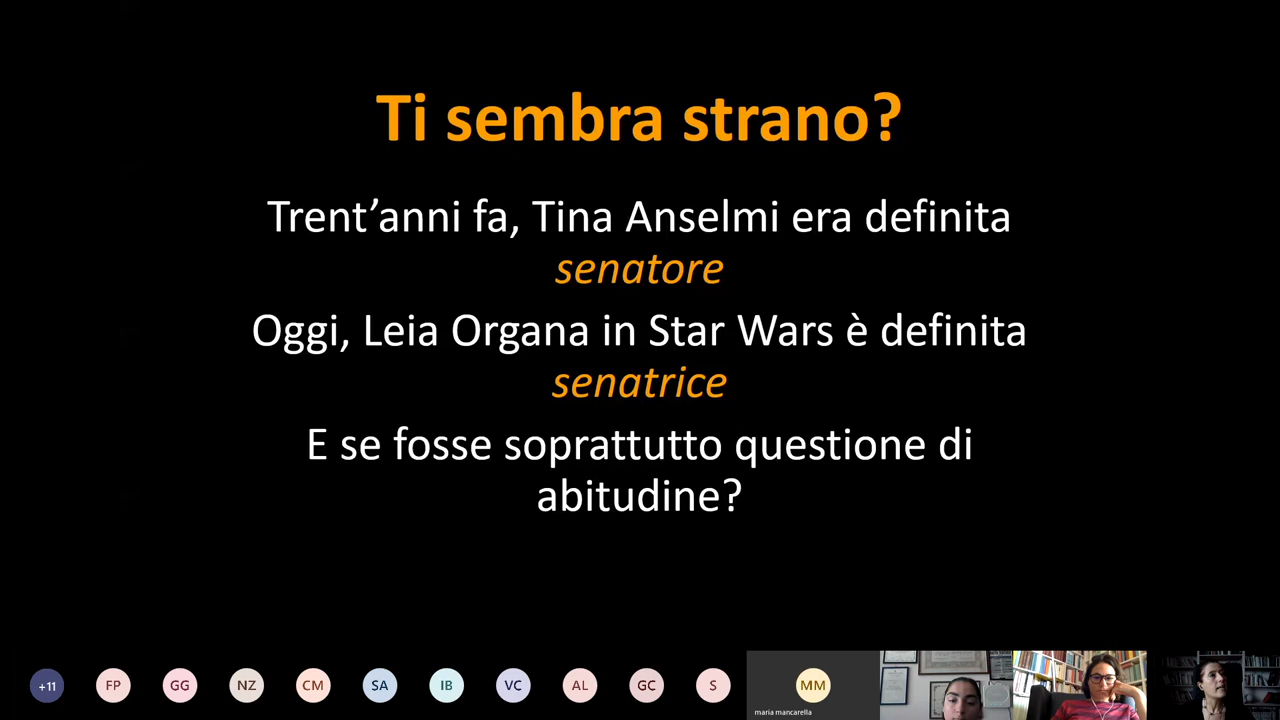 Ti sembra strano?
Trent’anni fa, Tina Anselmi era definita
senatore
Oggi, Leia Organa in Star Wars è definita
senatrice
E se fosse soprattutto questione di
abitudine?
+11 FP GG NZ CM SA IB VC AL GC S MM
maria mancarella